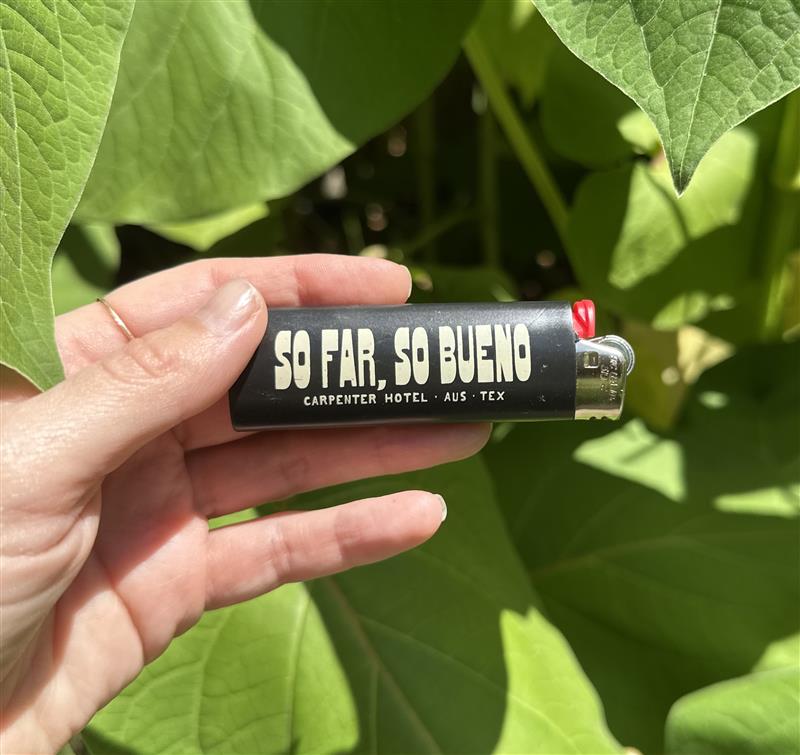 SO FAR, SO BUENO
CARPENTER HOTEL · AUS · TEX